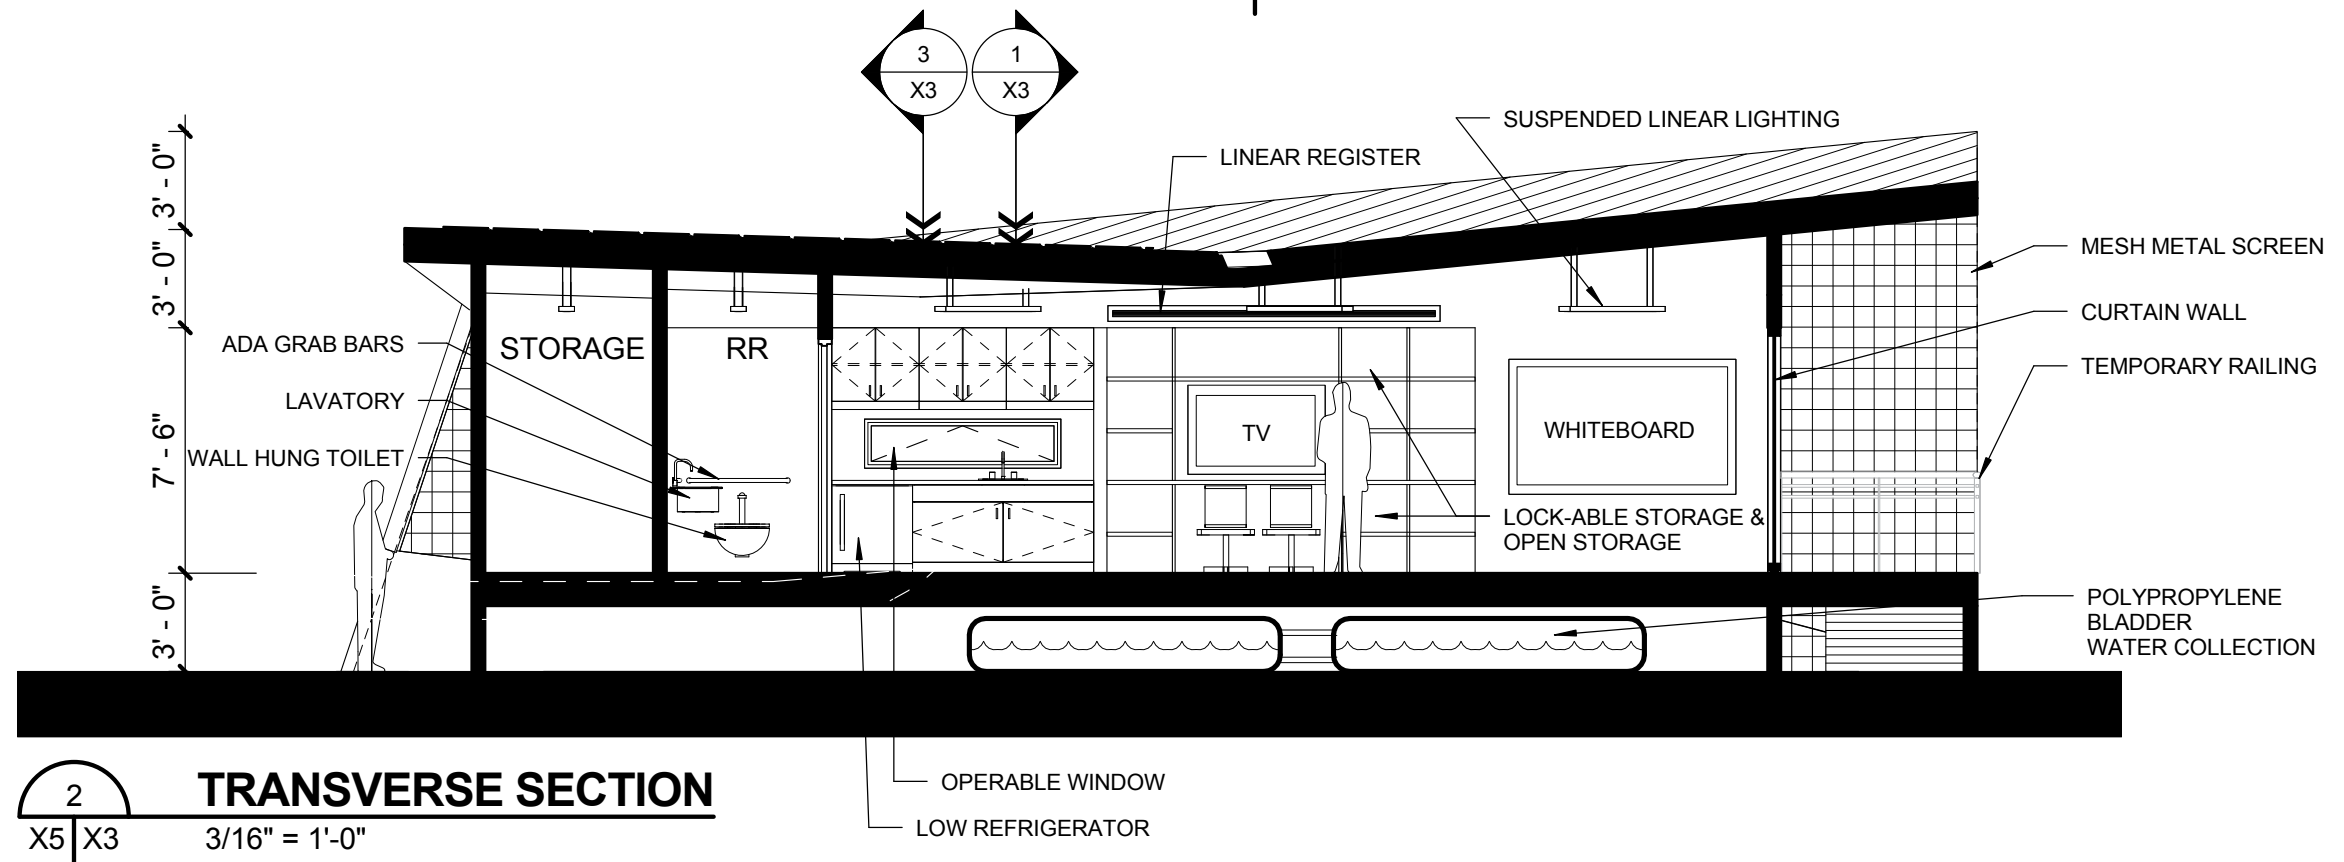 3
X3
1
X3
SUSPENDED LINEAR LIGHTING
LINEAR REGISTER
3' - 0"
3' - 0"
7' - 6"
3' - 0"
MESH METAL SCREEN
CURTAIN WALL
TEMPORARY RAILING
ADA GRAB BARS
LAVATORY
WALL HUNG TOILET
STORAGE
RR
TV
WHITEBOARD
LOCK-ABLE STORAGE &
OPEN STORAGE
POLYPROPYLENE
BLADDER
WATER COLLECTION
OPERABLE WINDOW
LOW REFRIGERATOR
2
X5 X3
TRANSVERSE SECTION
3/16" = 1'-0"